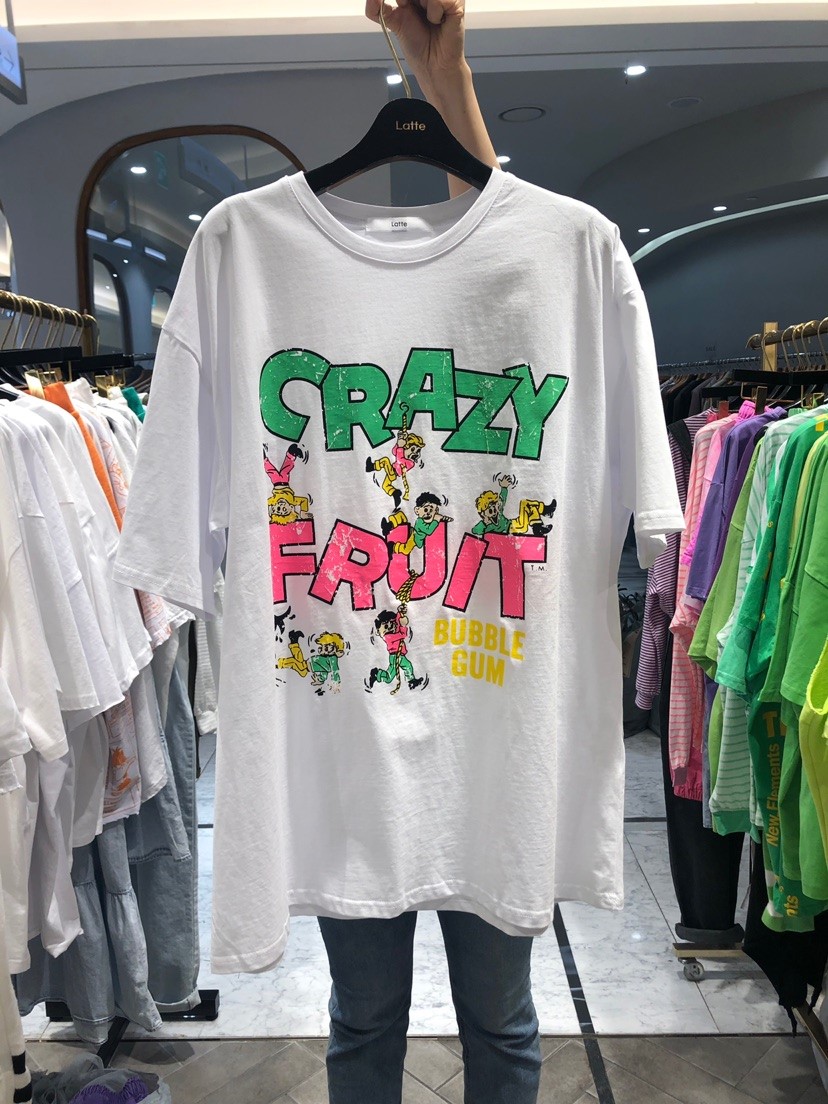 Latte
Latte
CRAZY
FRUIT
T.M.
BUBBLE
GUM
New Elements